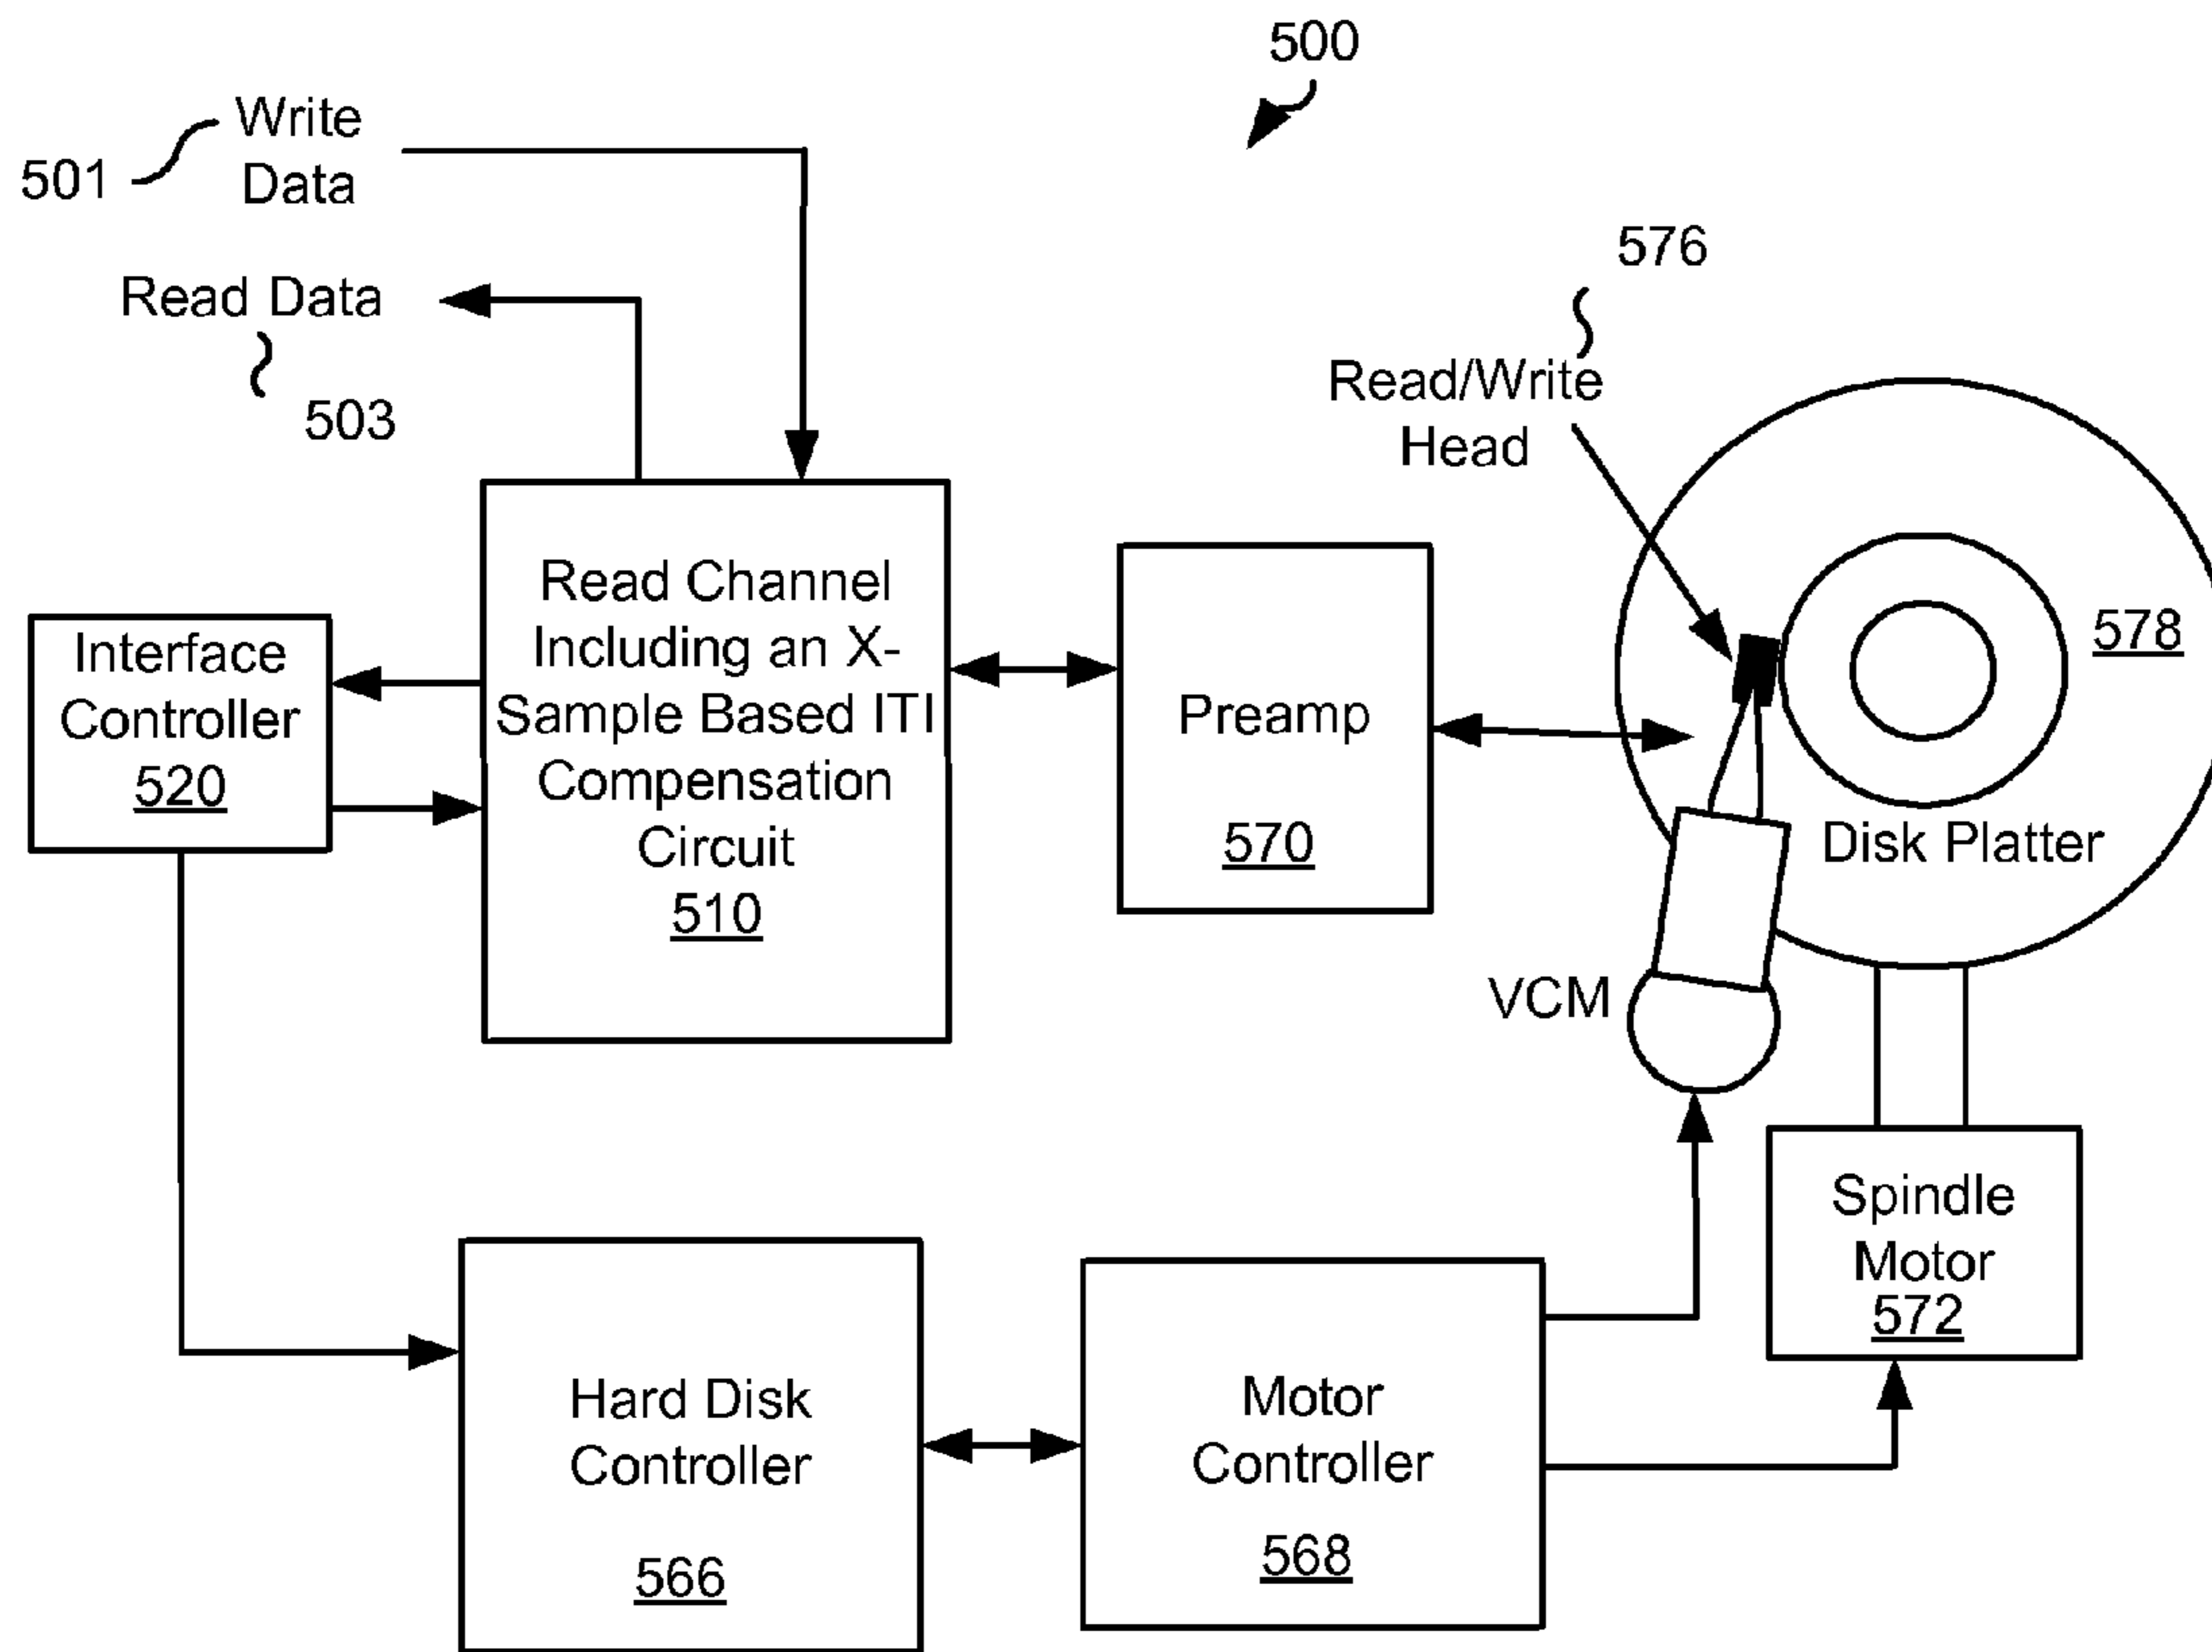 500
Write
Data
501
Read Data
503
576
Read/Write
Head
Interface
Controller
520
Read Channel
Including an X-
Sample Based ITI
Compensation
Circuit
510
Preamp
570
578
Disk Platter
VCM
Spindle
Motor
572
Hard Disk
Controller
566
Motor
Controller
568